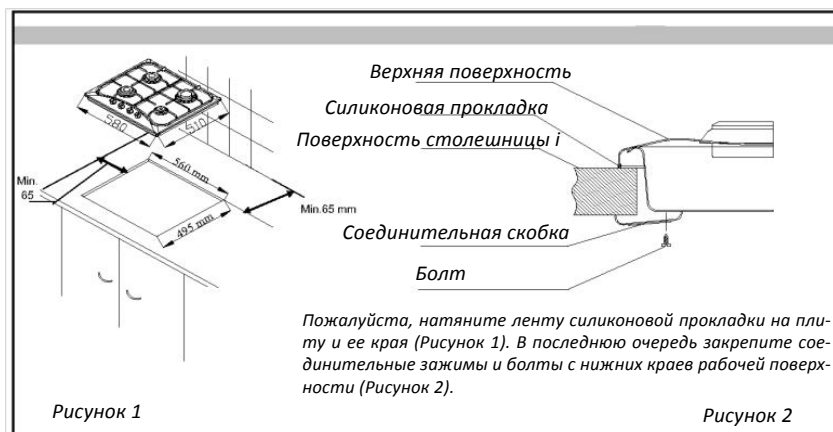 580
510
560 mm
495 mm
Min.
65
Min.65 mm
Рисунок 1
Верхняя поверхность
Силиконовая прокладка
Поверхность столешницы i
Соединительная скобка
Болт
Пожалуйста, натяните ленту силиконовой прокладки на пли-
ту и ее края (Рисунок 1). В последнюю очередь закрепите сое-
динительные зажимы и болты с нижних краев рабочей поверх-
ности (Рисунок 2).
Рисунок 2